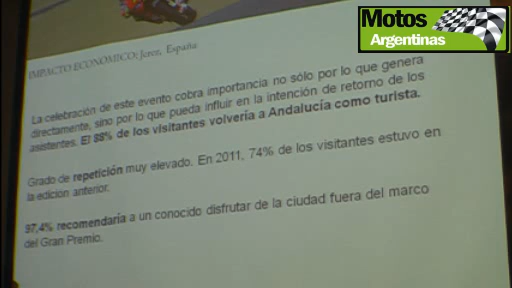 Motos
Argentinas
IMPACTO ECONOMICO: Jerez, España
La celebración de este evento cobra importancia no sólo por lo que genera
directamente, sino por lo que pueda influir en la intención de retorno de los
asistentes. El 88% de los visitantes volvería a Andalucía como turista.
Grado de repetición muy elevado. En 2011, 74% de los visitantes estuvo en
la edición anterior.
97,4% recomendaría a un conocido disfrutar de la ciudad fuera del marco
del Gran Premio.